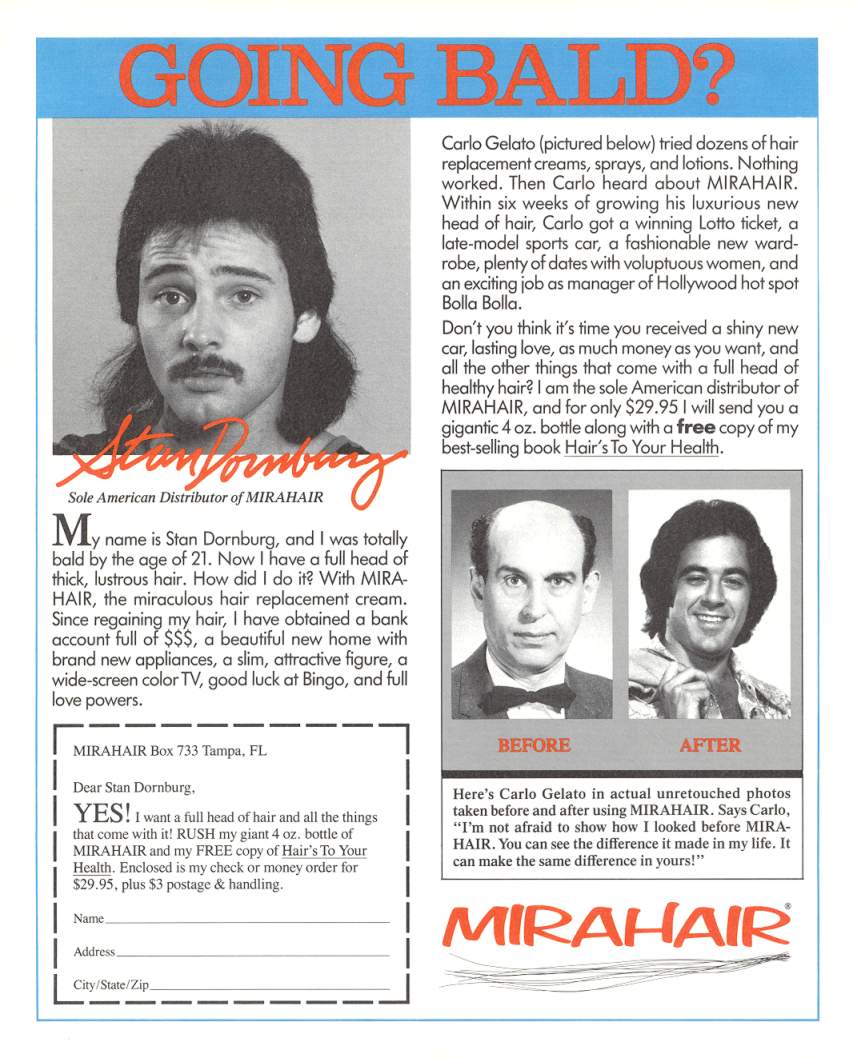 GOING BALD?
Stan Dornburg
Sole American Distributor of MIRAHAIR
My name is Stan Dornburg, and I was totally
bald by the age of 21. Now I have a full head of
thick, lustrous hair. How did I do it? With MIRA-
HAIR, the miraculous hair replacement cream.
Since regaining my hair, I have obtained a bank
account full of $$$, a beautiful new home with
brand new appliances, a slim, attractive figure, a
wide-screen color TV, good luck at Bingo, and full
love powers.
MIRAHAIR Box 733 Tampa, FL
Dear Stan Dornburg,
YES! I want a full head of hair and all the things
that come with it! RUSH my giant 4 oz. bottle of
MIRAHAIR and my FREE copy of Hair's To Your
Health. Enclosed is my check or money order for
$29.95, plus $3 postage & handling.
Name
Address
City/State/Zip
Carlo Gelato (pictured below) tried dozens of hair
replacement creams, sprays, and lotions. Nothing
worked. Then Carlo heard about MIRAHAIR.
Within six weeks of growing his luxurious new
head of hair, Carlo got a winning Lotto ticket, a
late-model sports car, a fashionable new ward-
robe, plenty of dates with voluptuous women, and
an exciting job as manager of Hollywood hot spot
Bolla Bolla.
Don't you think it's time you received a shiny new
car, lasting love, as much money as you want, and
all the other things that come with a full head of
healthy hair? I am the sole American distributor of
MIRAHAIR, and for only $29.95 I will send you a
gigantic 4 oz. bottle along with a free copy of my
best-selling book Hair's To Your Health.
BEFORE
AFTER
Here's Carlo Gelato in actual unretouched photos
taken before and after using MIRAHAIR. Says Carlo,
"I'm not afraid to show how I looked before MIRA-
HAIR. You can see the difference it made in my life. It
can make the same difference in yours!"
MIRAHAIR®